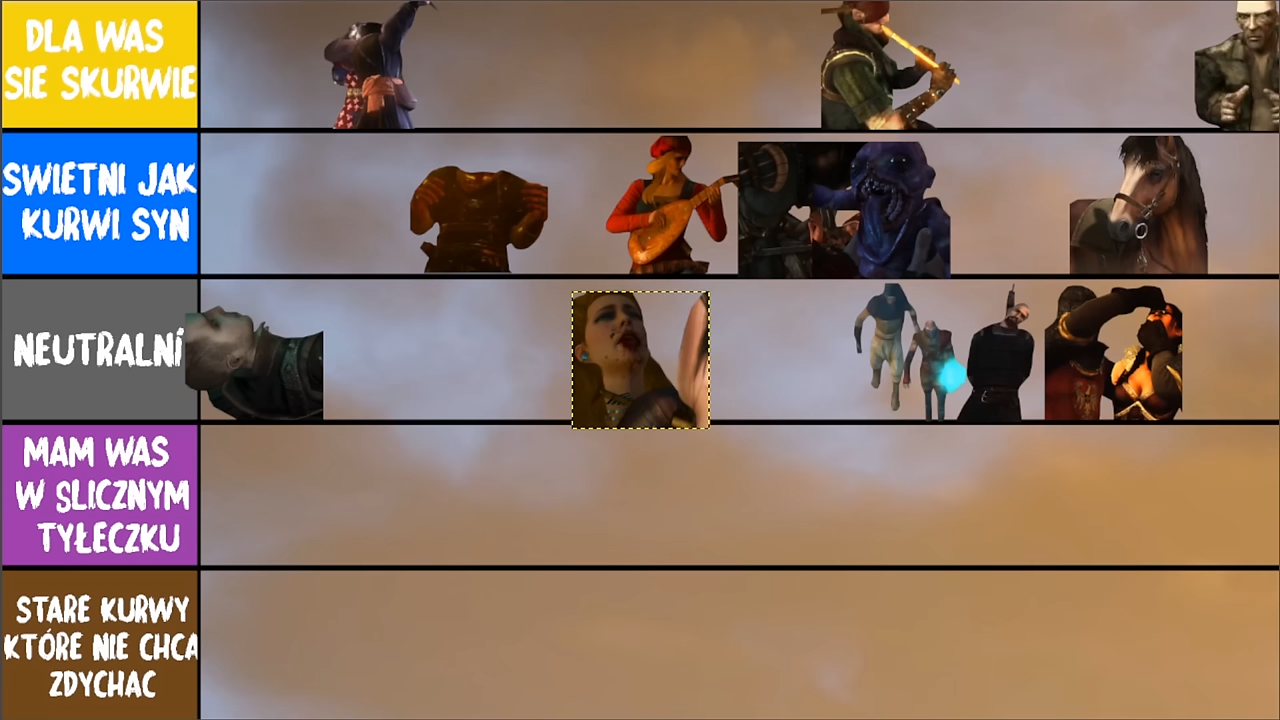 DLA WAS
SIE SKURWIE
SWIETNI JAK
KURWI SYN
NEUTRALNI
MAM WAS
W SLICZNYM
TYŁECZKU
STARE KURWY
KTÓRE NIE CHCA
ZDYCHAC